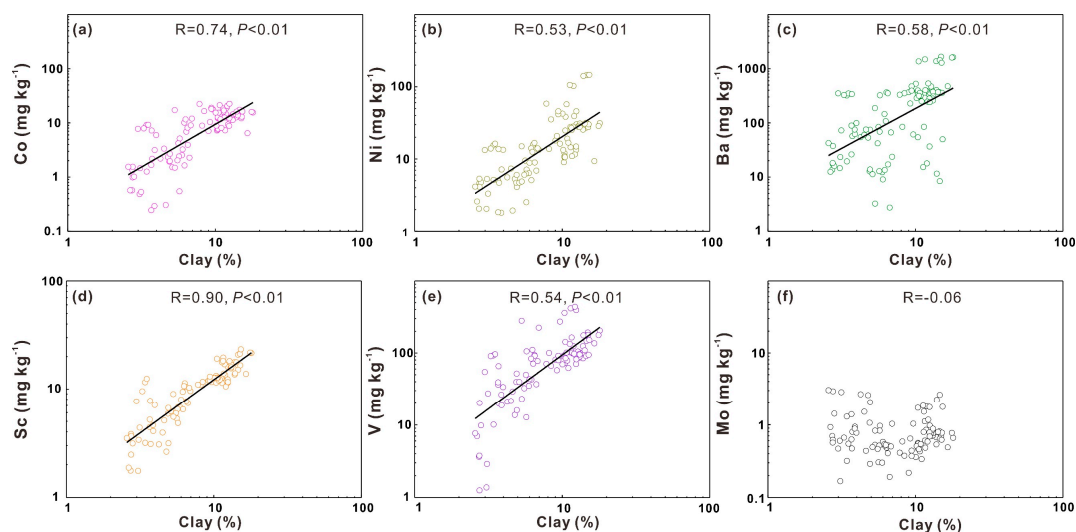 (a) R=0.74, P<0.01
Co (mg kg-1)
100
10
1
0.1
1 10 100
Clay (%)
(b) R=0.53, P<0.01
Ni (mg kg-1)
100
10
1
1 10 100
Clay (%)
(c) R=0.58, P<0.01
Ba (mg kg-1)
1000
100
10
1
1 10 100
Clay (%)
(d) R=0.90, P<0.01
Sc (mg kg-1)
100
10
1
1 10 100
Clay (%)
(e) R=0.54, P<0.01
V (mg kg-1)
100
10
1
1 10 100
Clay (%)
(f) R=-0.06
Mo (mg kg-1)
10
1
0.1
1 10 100
Clay (%)